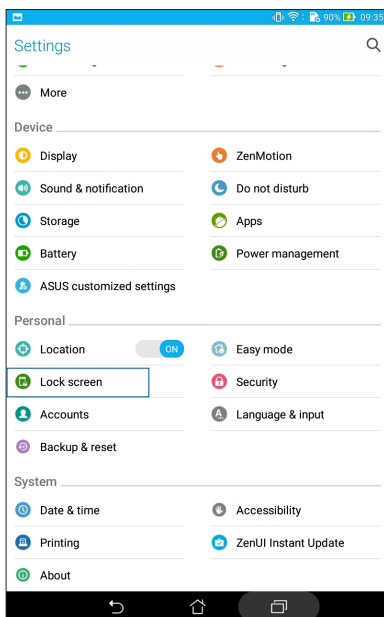 90% 09:35
Settings
More
Device
Display ZenMotion
Sound & notification Do not disturb
Storage Apps
Battery Power management
ASUS customized settings
Personal
Location ON Easy mode
Lock screen Security
Accounts Language & input
Backup & reset
System
Date & time Accessibility
Printing ZenUI Instant Update
About